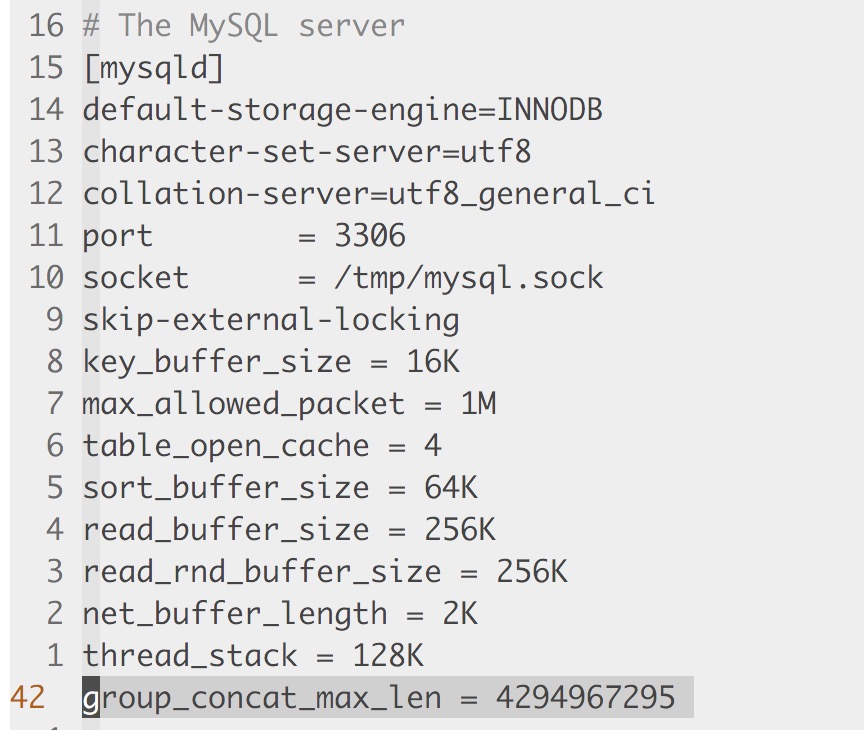 16 # The MySQL server
15 [mysqld]
14 default-storage-engine=INNODB
13 character-set-server=utf8
12 collation-server=utf8_general_ci
11 port        = 3306
10 socket      = /tmp/mysql.sock
9 skip-external-locking
8 key_buffer_size = 16K
7 max_allowed_packet = 1M
6 table_open_cache = 4
5 sort_buffer_size = 64K
4 read_buffer_size = 256K
3 read_rnd_buffer_size = 256K
2 net_buffer_length = 2K
1 thread_stack = 128K
42 group_concat_max_len = 4294967295